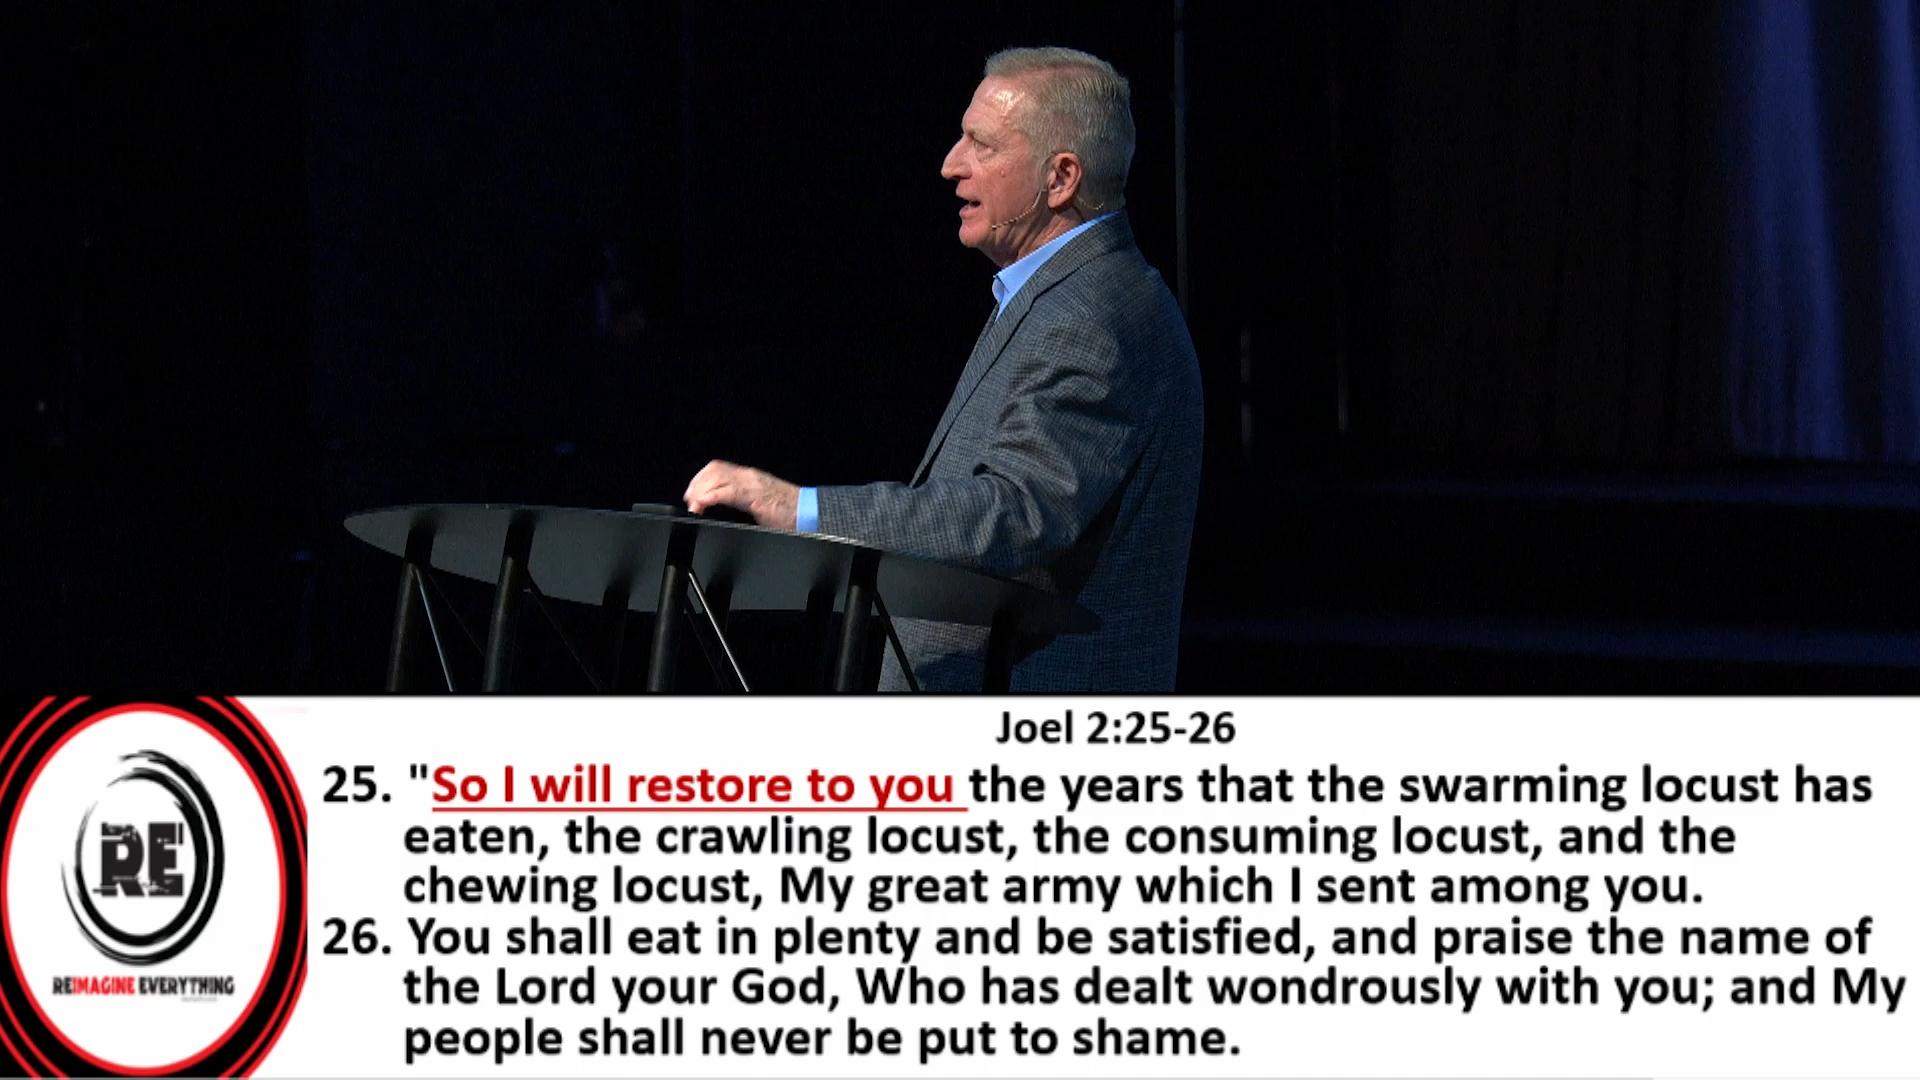 Joel 2:25-26
25. "So I will restore to you the years that the swarming locust has
eaten, the crawling locust, the consuming locust, and the
chewing locust, My great army which I sent among you.
26. You shall eat in plenty and be satisfied, and praise the name of
the Lord your God, Who has dealt wondrously with you; and My
people shall never be put to shame.
RE
REIMAGINE EVERYTHING